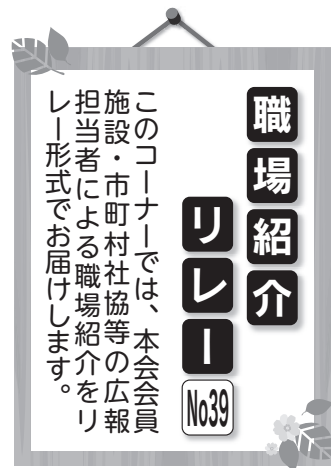 職場紹介
リレー No39
このコーナーでは、本会会員
施設・市町村社協等の広報
担当者による職場紹介をリ
レー形式でお届けします。